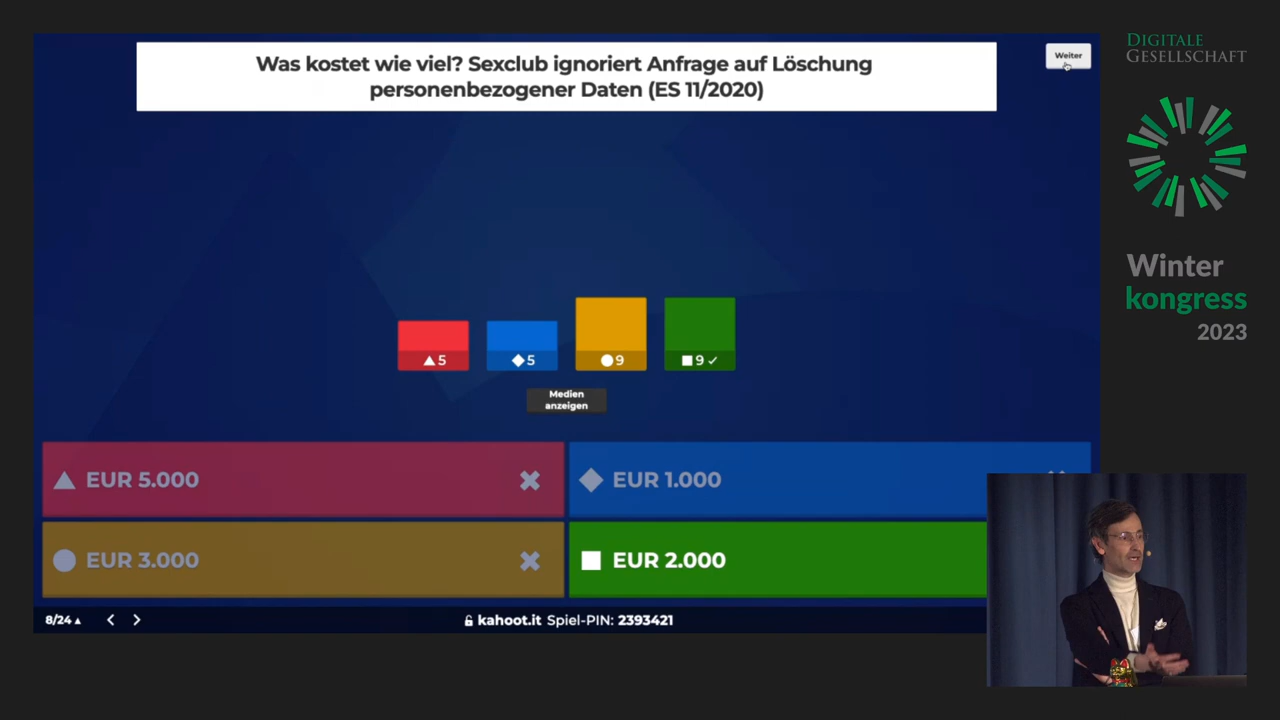 Was kostet wie viel? Sexclub ignoriert Anfrage auf Löschung
personenbezogener Daten (ES 11/2020)
Weiter
DIGITALE
GESELLSCHAFT
Winter
kongress
2023
5
5
9
9
Medien
anzeigen
EUR 5.000
EUR 1.000
EUR 3.000
EUR 2.000
8/24
kahoot.it Spiel-PIN: 2393421